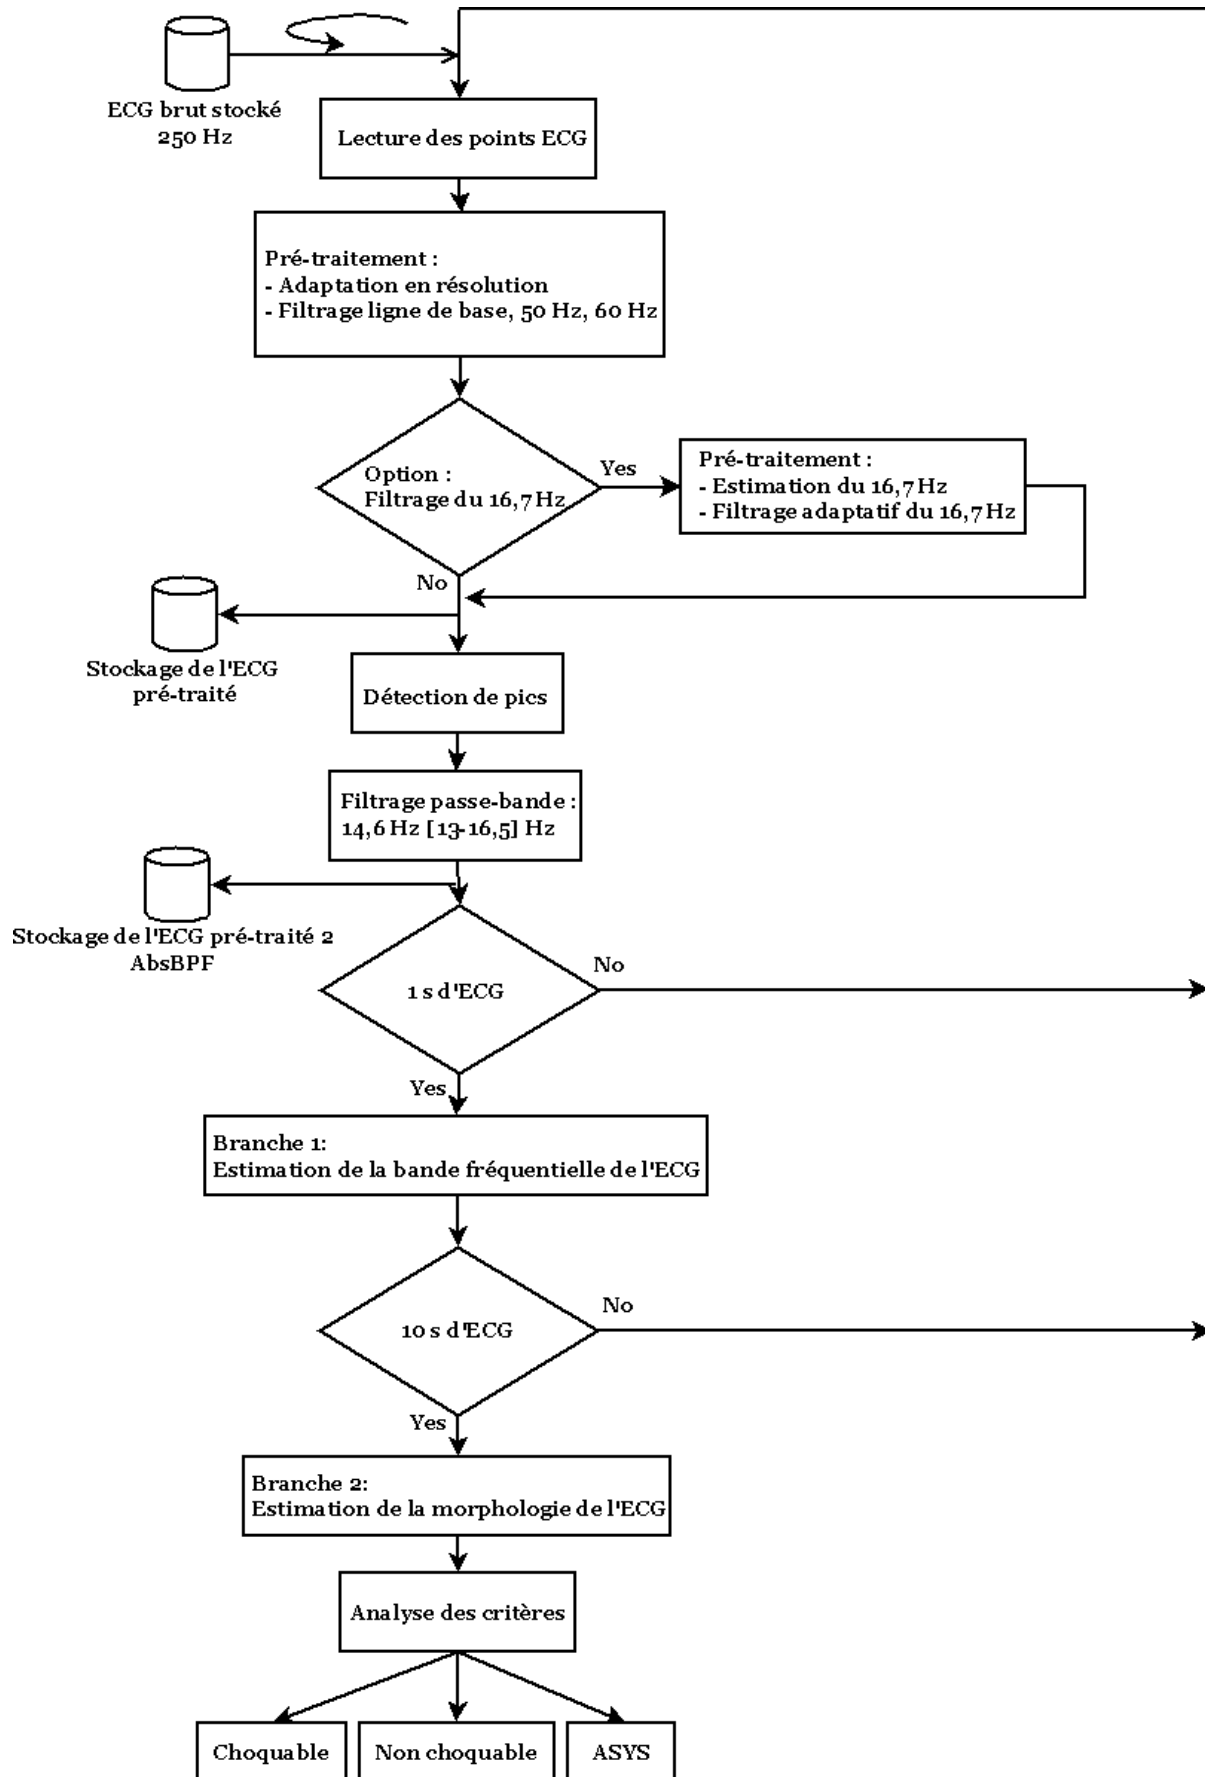 ECG brut stocké
250 Hz
Lecture des points ECG
Pré-traitement :
- Adaptation en résolution
- Filtrage ligne de base, 50 Hz, 60 Hz
Option :
Filtrage du 16,7 Hz
Yes
Pré-traitement :
- Estimation du 16,7 Hz
- Filtrage adaptatif du 16,7 Hz
No
Stockage de l'ECG
pré-traité
Détection de pics
Filtrage passe-bande :
14,6 Hz [13-16,5] Hz
Stockage de l'ECG pré-traité 2
AbsBPF
1 s d'ECG
No
Yes
Branche 1:
Estimation de la bande fréquentielle de l'ECG
10 s d'ECG
No
Yes
Branche 2:
Estimation de la morphologie de l'ECG
Analyse des critères
Choquable
Non choquable
ASYS